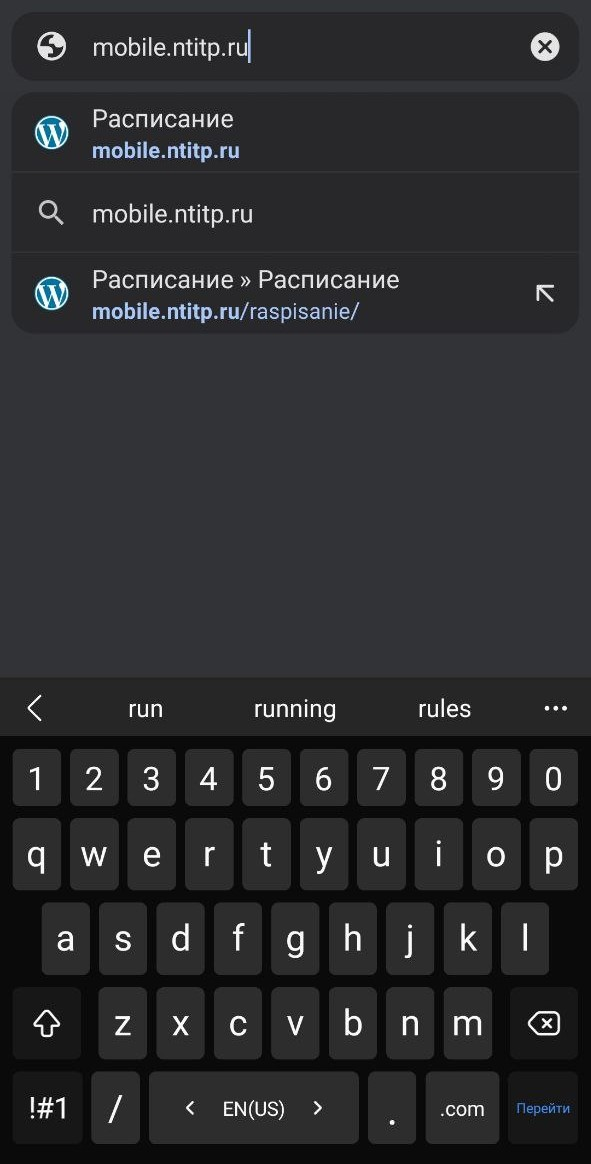 mobile.ntitp.ru
Расписание
mobile.ntitp.ru
mobile.ntitp.ru
Расписание » Расписание
mobile.ntitp.ru/raspisanie/
run running rules ...
1 2 3 4 5 6 7 8 9 0
q w e r t y u i o p
a s d f g h j k l
z x c v b n m
!#1 / < EN(US) > . .com Перейти